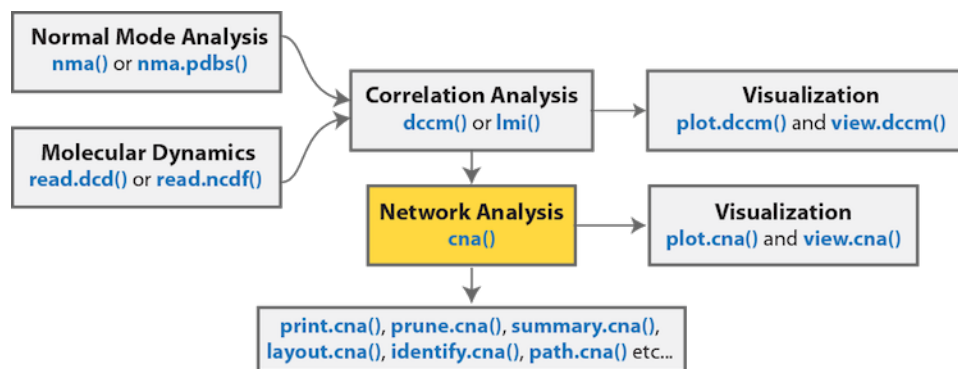 Normal Mode Analysis
nma() or nma.pdbs()
Molecular Dynamics
read.dcd() or read.ncdf()
Correlation Analysis
dccm() or lmi()
Visualization
plot.dccm() and view.dccm()
Network Analysis
cna()
Visualization
plot.cna() and view.cna()
print.cna(), prune.cna(), summary.cna(),
layout.cna(), identify.cna(), path.cna() etc...